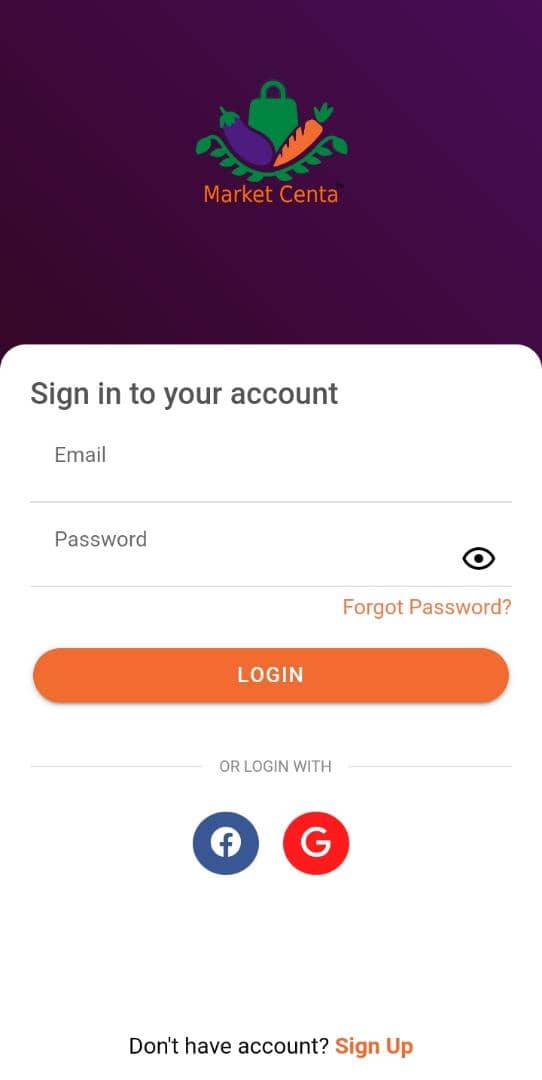 Market Centa
Sign in to your account
Email
Password
Forgot Password?
LOGIN
OR LOGIN WITH
Don't have account? Sign Up